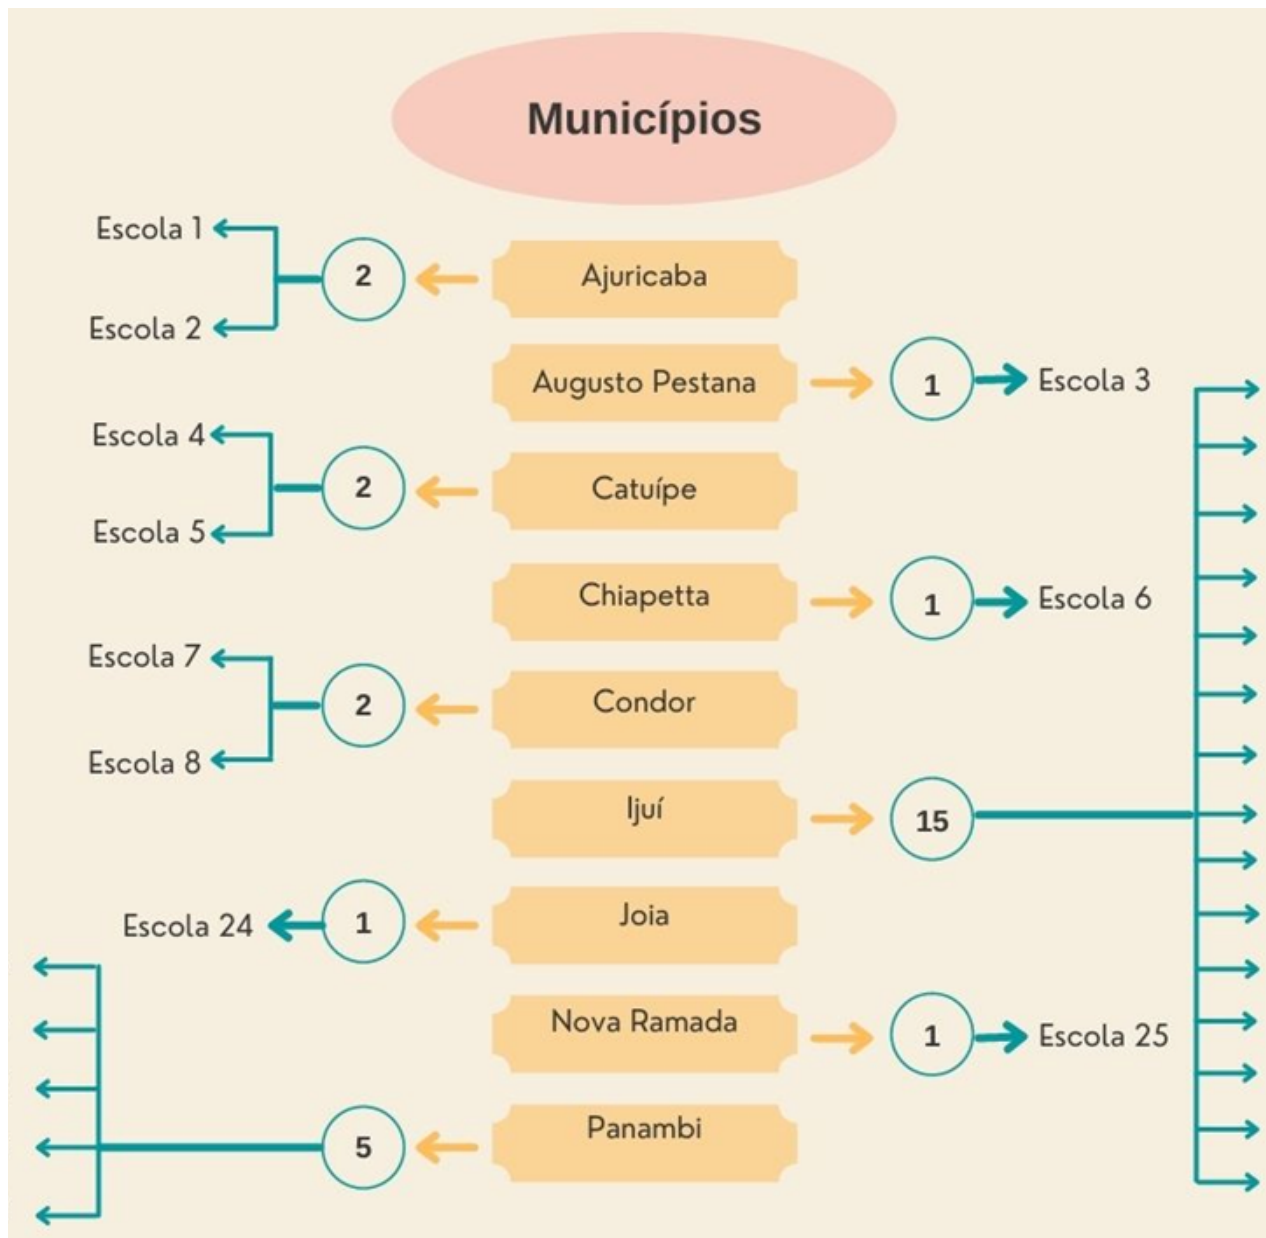 Municípios
Escola 1
2
Ajuricaba
Escola 2
Augusto Pestana
1
Escola 3
Escola 4
2
Catuípe
Escola 5
Chiapetta
1
Escola 6
Escola 7
2
Condor
Escola 8
Ijuí
15
Escola 24
1
Joia
Nova Ramada
1
Escola 25
5
Panambi